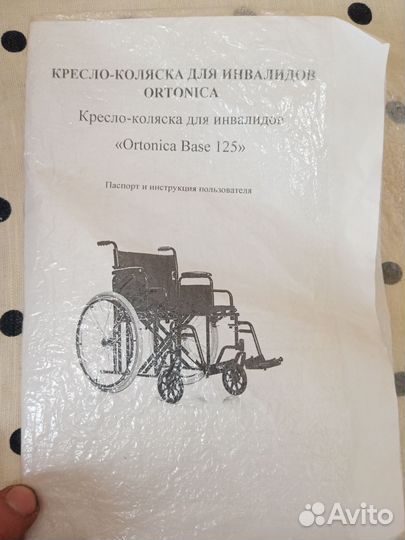 КРЕСЛО-КОЛЯСКА ДЛЯ ИНВАЛИДОВ
ORTONICA
Кресло-коляска для инвалидов
«Ortonica Base 125»
Паспорт и инструкция пользователя
Avito